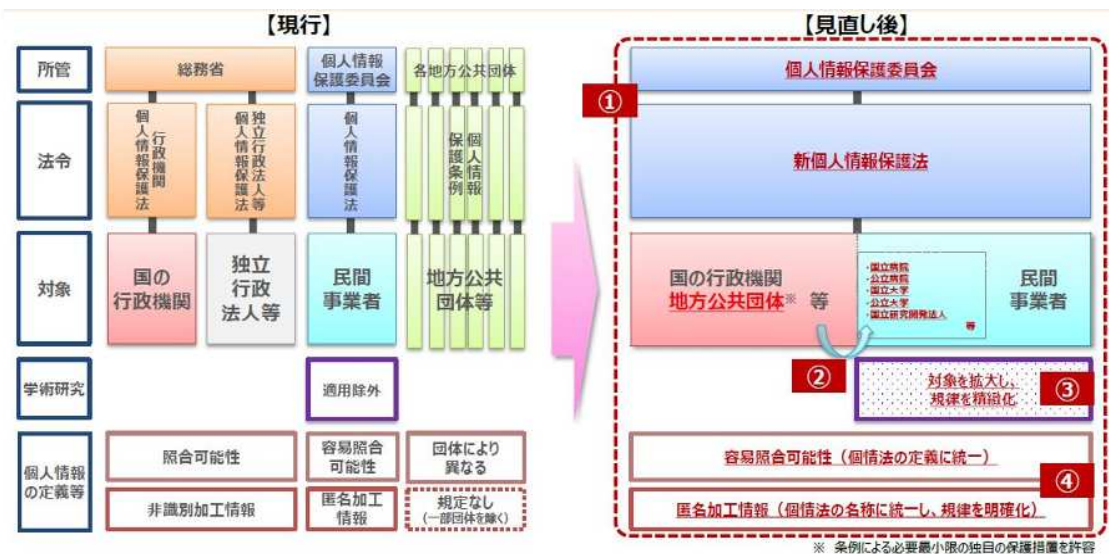 【現行】
【見直し後】
所管
総務省
個人情報
保護委員会
各地方公共団体
個人情報保護委員会
①
法令
行政機関
個人情報保護法
独立行政法人等
個人情報保護法
個人情報保護法
個人情報
保護条例
新個人情報保護法
対象
国の
行政機関
独立
行政
法人等
民間
事業者
地方公共
団体等
国の行政機関
地方公共団体※ 等
・国立病院
・公立病院
・国立大学
・公立大学
・国立研究開発法人
等
民間
事業者
②
学術研究
適用除外
対象を拡大し、
規律を精緻化
③
個人情報
の定義等
照合可能性
容易照合
可能性
団体により
異なる
容易照合可能性（個情法の定義に統一）
④
非識別加工情報
匿名加工
情報
規定なし
（一部団体を除く）
匿名加工情報（個情法の名称に統一し、規律を明確化）
※ 条例による必要最小限の独自の保護措置を許容